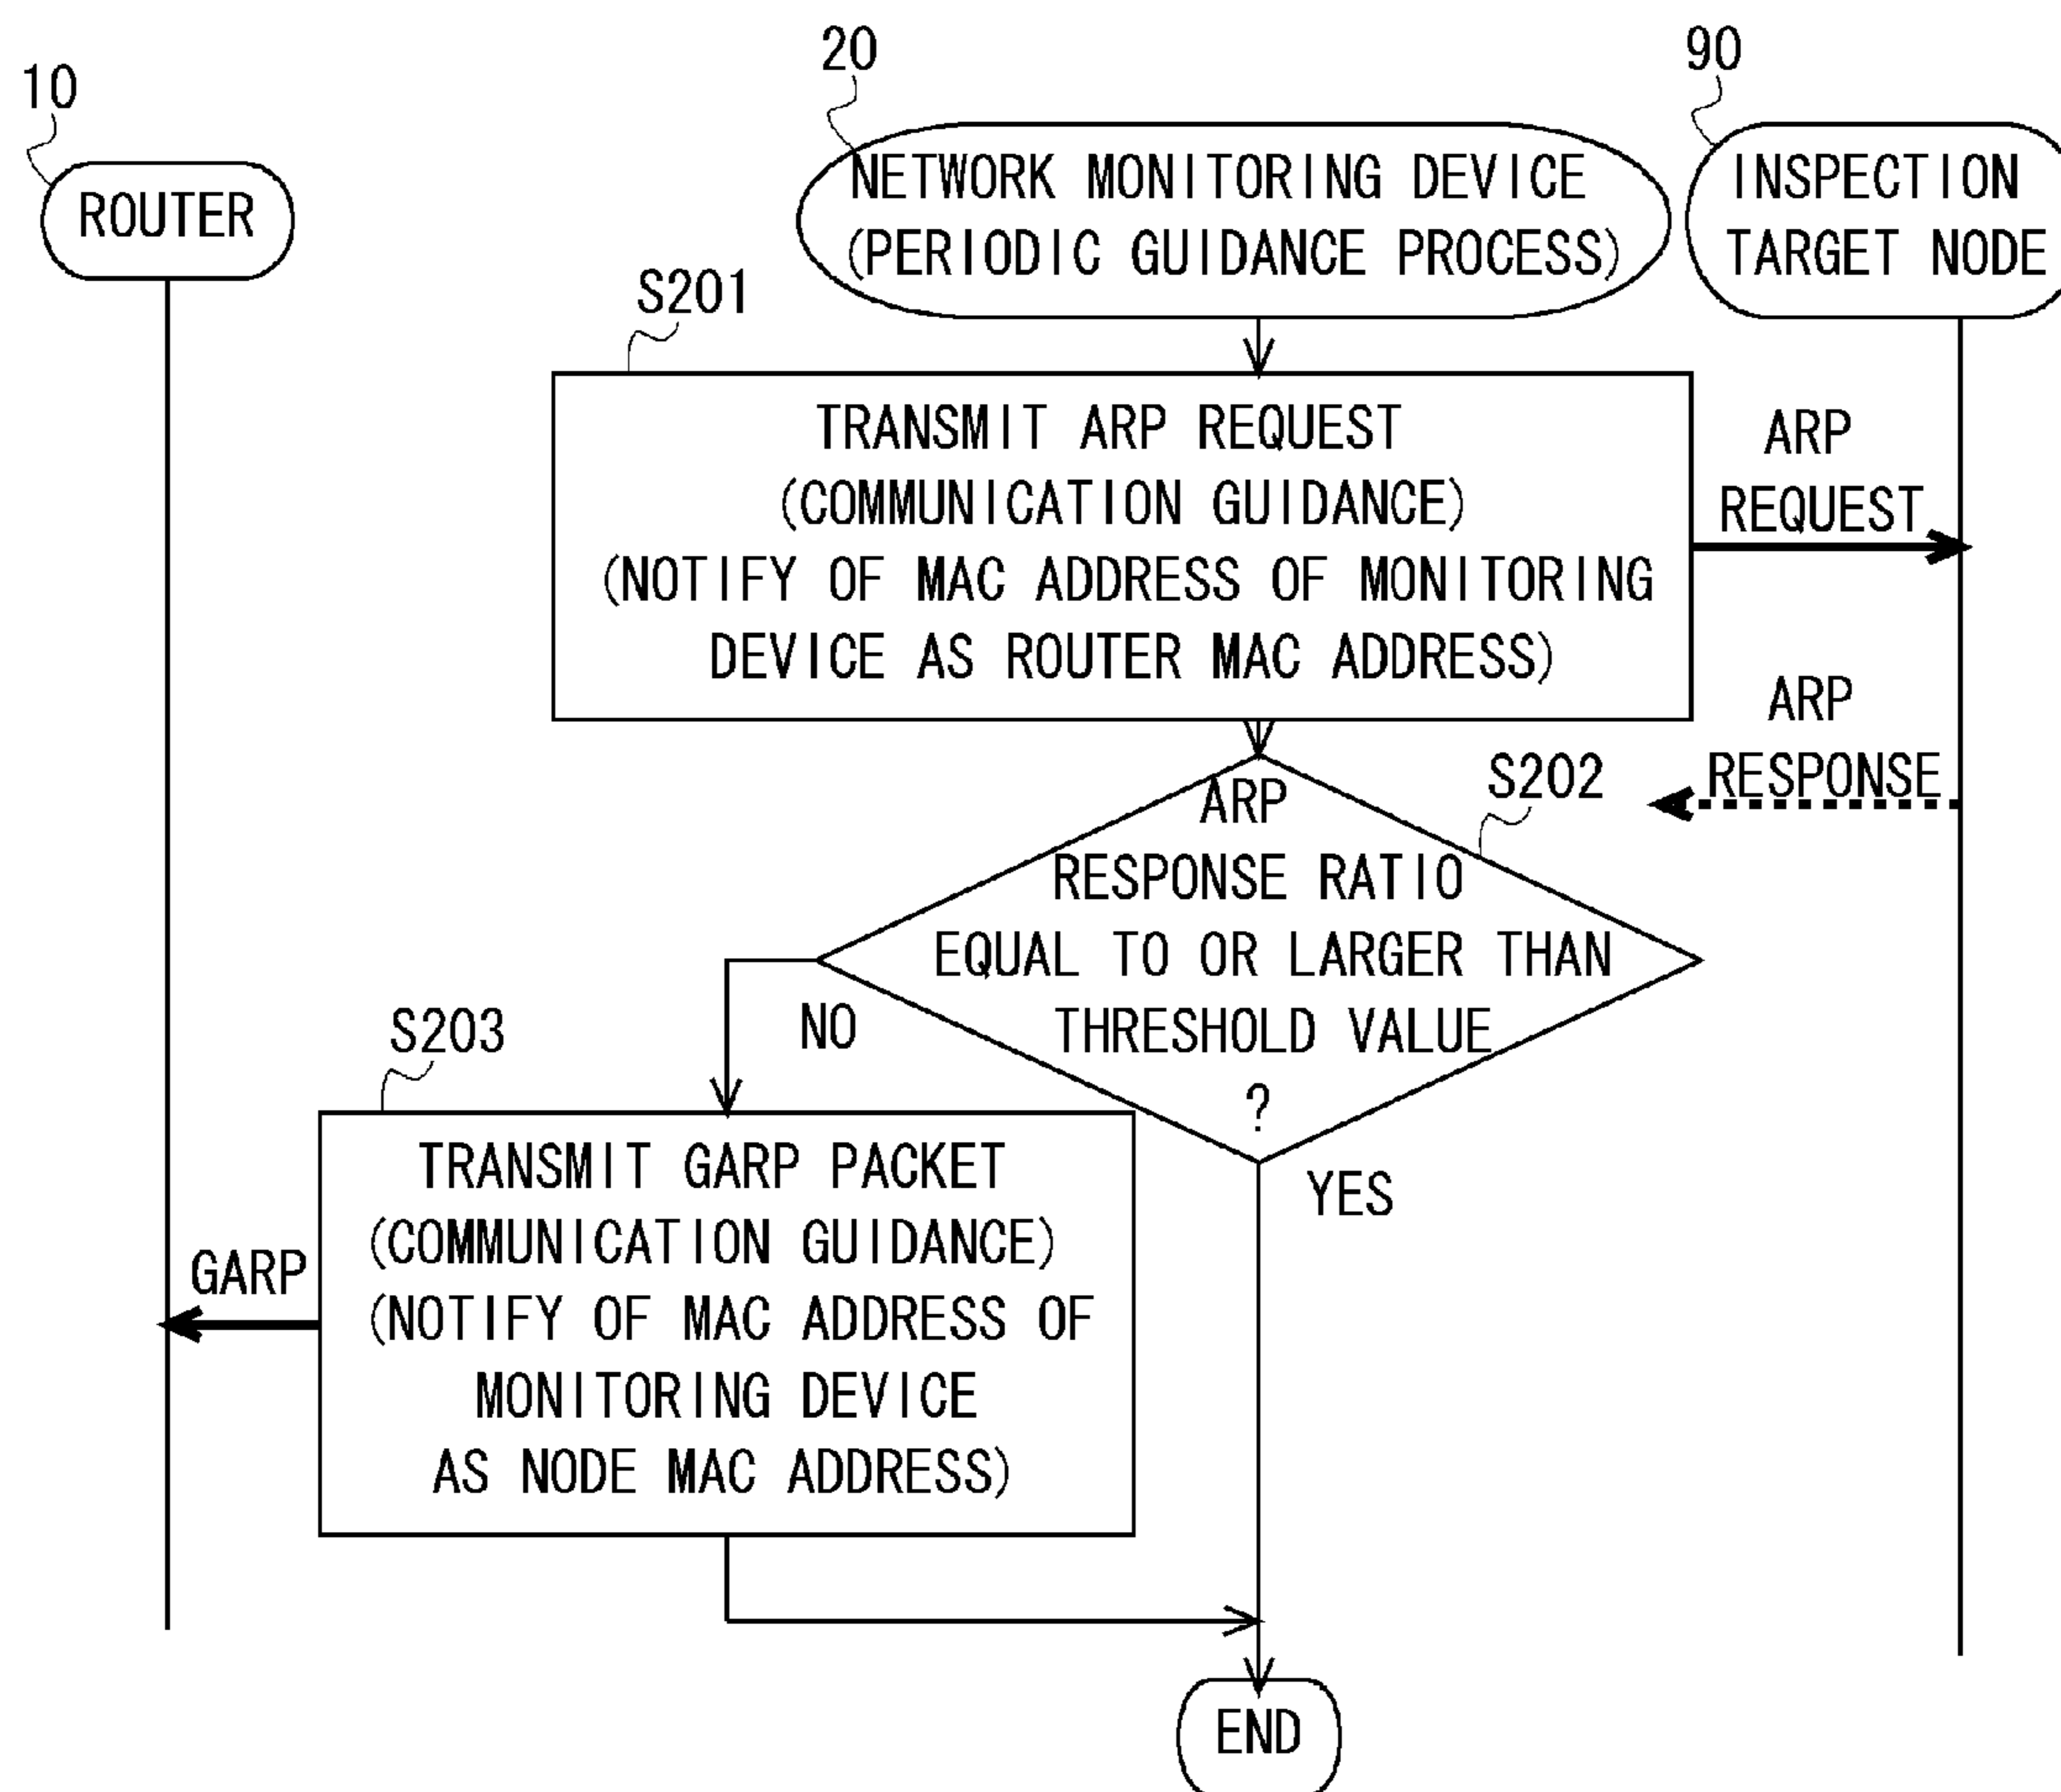 10
ROUTER
20
NETWORK MONITORING DEVICE
(PERIODIC GUIDANCE PROCESS)
90
INSPECTION
TARGET NODE
S201
TRANSMIT ARP REQUEST
(COMMUNICATION GUIDANCE)
(NOTIFY OF MAC ADDRESS OF MONITORING
DEVICE AS ROUTER MAC ADDRESS)
ARP
REQUEST
ARP
RESPONSE
S202
ARP
RESPONSE RATIO
EQUAL TO OR LARGER THAN
THRESHOLD VALUE
?
NO
YES
S203
TRANSMIT GARP PACKET
(COMMUNICATION GUIDANCE)
(NOTIFY OF MAC ADDRESS OF
MONITORING DEVICE
AS NODE MAC ADDRESS)
GARP
END